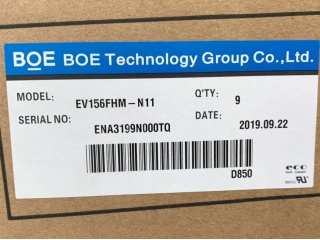 BOE BOE Technology Group Co.,Ltd.
MODEL: EV156FHM-N11 Q'TY: 9
SERIAL NO: ENA3199N000TQ DATE: 2019.09.22
D850
ecc